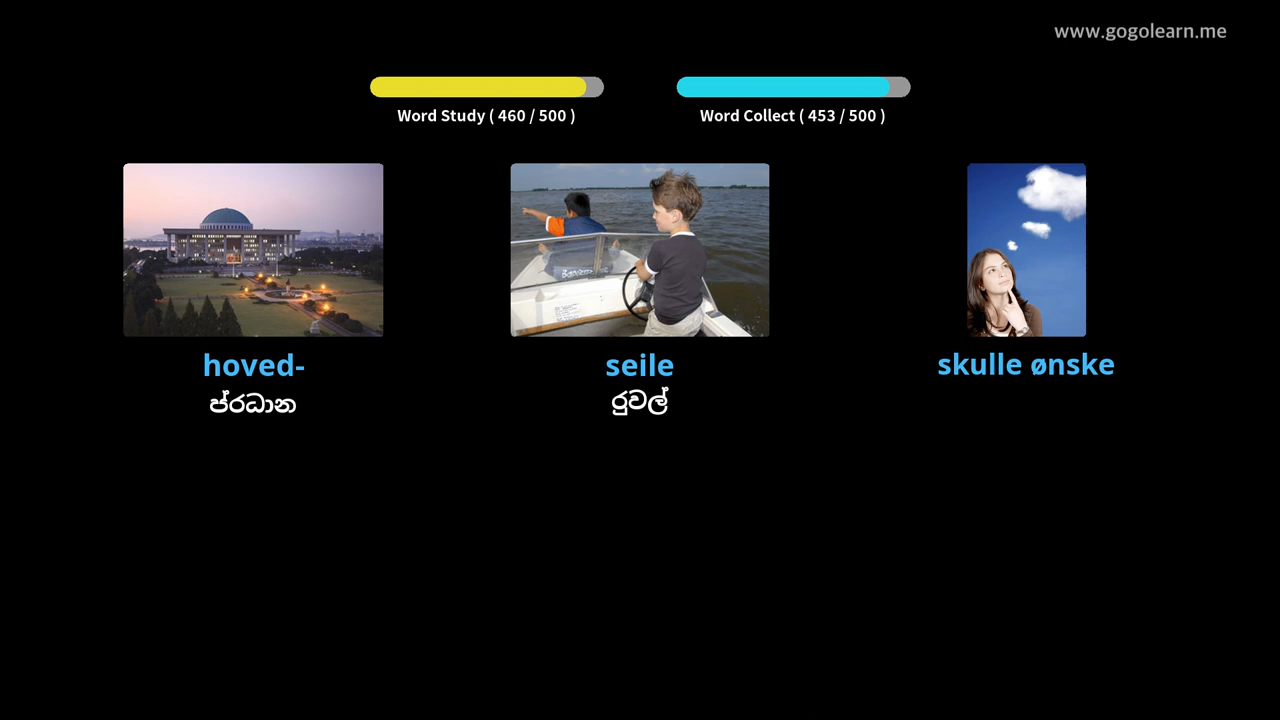 www.gogolearn.me
Word Study ( 460 / 500 )
Word Collect ( 453 / 500 )
hoved-
seile
skulle ønske
ප්රධාන
රුවල්